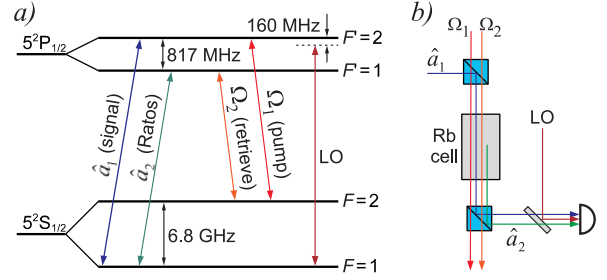 a)
160 MHz
5²P₁/₂
817 MHz
F'=2
F'=1
â₁ (signal)
â₂ (Ratos)
Ω₂ (retrieve)
Ω₁ (pump)
LO
5²S₁/₂
6.8 GHz
F=2
F=1
b)
Ω₁ Ω₂
â₁
Rb
cell
LO
â₂